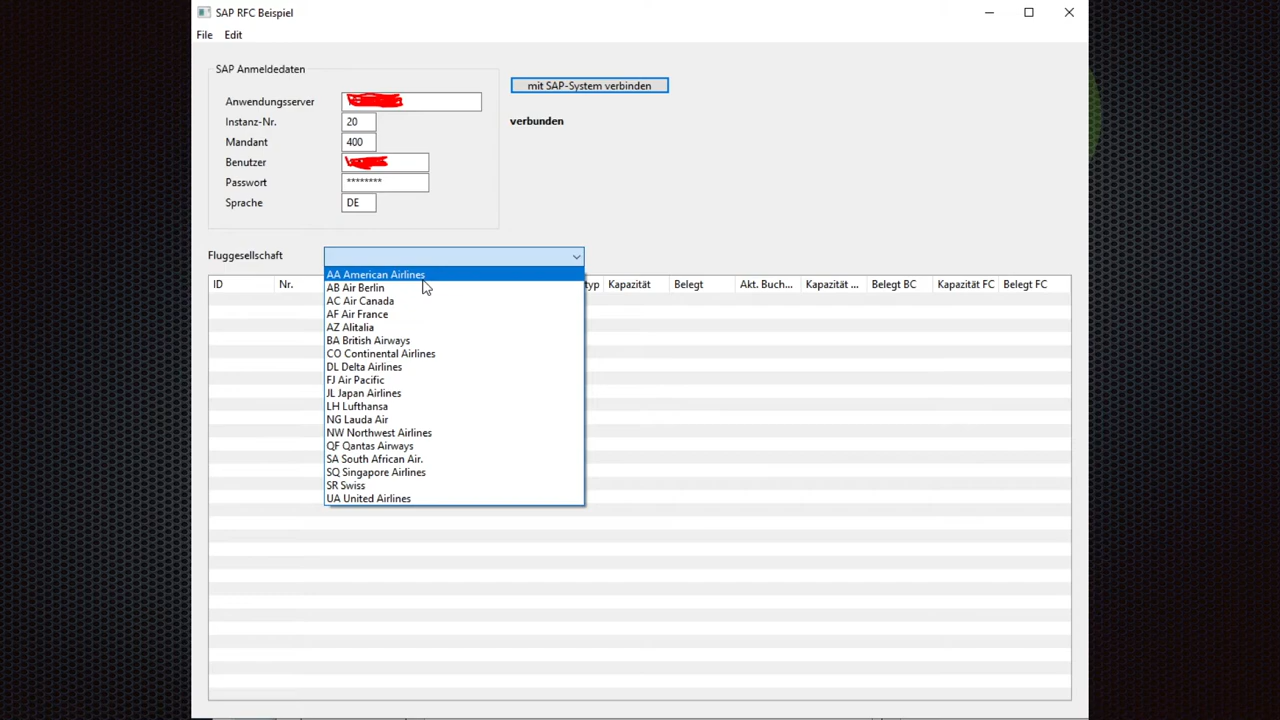 SAP RFC Beispiel
File Edit
SAP Anmeldedaten
mit SAP-System verbinden
Anwendungsserver
Instanz-Nr. 20
verbunden
Mandant 400
Benutzer
Passwort ********
Sprache DE
Fluggesellschaft
ID Nr. typ Kapazität Belegt Akt. Buch... Kapazität ... Belegt BC Kapazität FC Belegt FC
AA American Airlines
AB Air Berlin
AC Air Canada
AF Air France
AZ Alitalia
BA British Airways
CO Continental Airlines
DL Delta Airlines
FJ Air Pacific
JL Japan Airlines
LH Lufthansa
NG Lauda Air
NW Northwest Airlines
QF Qantas Airways
SA South African Air.
SQ Singapore Airlines
SR Swiss
UA United Airlines